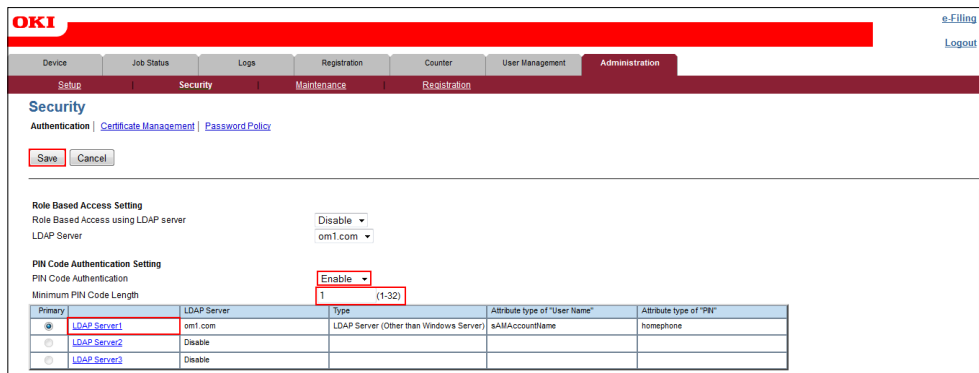 OKI
e-Filing
Logout
Device Job Status Logs Registration Counter User Management Administration
Setup | Security | Maintenance | Registration
Security
Authentication | Certificate Management | Password Policy
Save Cancel
Role Based Access Setting
Role Based Access using LDAP server Disable
LDAP Server om1.com
PIN Code Authentication Setting
PIN Code Authentication Enable
Minimum PIN Code Length 1 (1-32)
Primary LDAP Server Type Attribute type of "User Name" Attribute type of "PIN"
LDAP Server1 om1.com LDAP Server (Other than Windows Server) sAMAccountName homephone
LDAP Server2 Disable
LDAP Server3 Disable